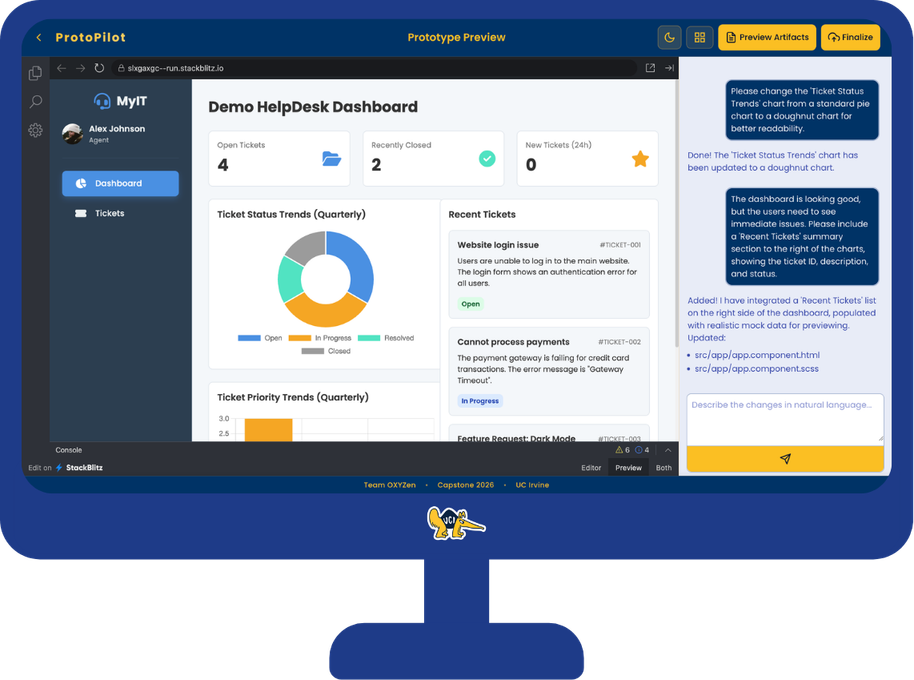 ProtoPilot
Prototype Preview
Preview Artifacts
Finalize
slxgaxgc--run.stackblitz.io
MyIT
Alex Johnson
Agent
Dashboard
Tickets
Demo HelpDesk Dashboard
Open Tickets
4
Recently Closed
2
New Tickets (24h)
0
Ticket Status Trends (Quarterly)
Open
In Progress
Resolved
Closed
Ticket Priority Trends (Quarterly)
3.0
2.5
Recent Tickets
Website login issue
#TICKET-001
Users are unable to log in to the main website.
The login form shows an authentication error for
all users.
Open
Cannot process payments
#TICKET-002
The payment gateway is failing for credit card
transactions. The error message is "Gateway
Timeout".
In Progress
Feature Request: Dark Mode
#TICKET-003
Console
6
4
Edit on
StackBlitz
Editor
Preview
Both
Please change the 'Ticket Status
Trends' chart from a standard pie
chart to a doughnut chart for
better readability.
Done! The 'Ticket Status Trends' chart has
been updated to a doughnut chart.
The dashboard is looking good,
but the users need to see
immediate issues. Please include
a 'Recent Tickets' summary
section to the right of the charts,
showing the ticket ID, description,
and status.
Added! I have integrated a 'Recent Tickets' list
on the right side of the dashboard, populated
with realistic mock data for previewing.
Updated:
• src/app/app.component.html
• src/app/app.component.scss
Describe the changes in natural language...
Team OXYZen • Capstone 2026 • UC Irvine
UCI